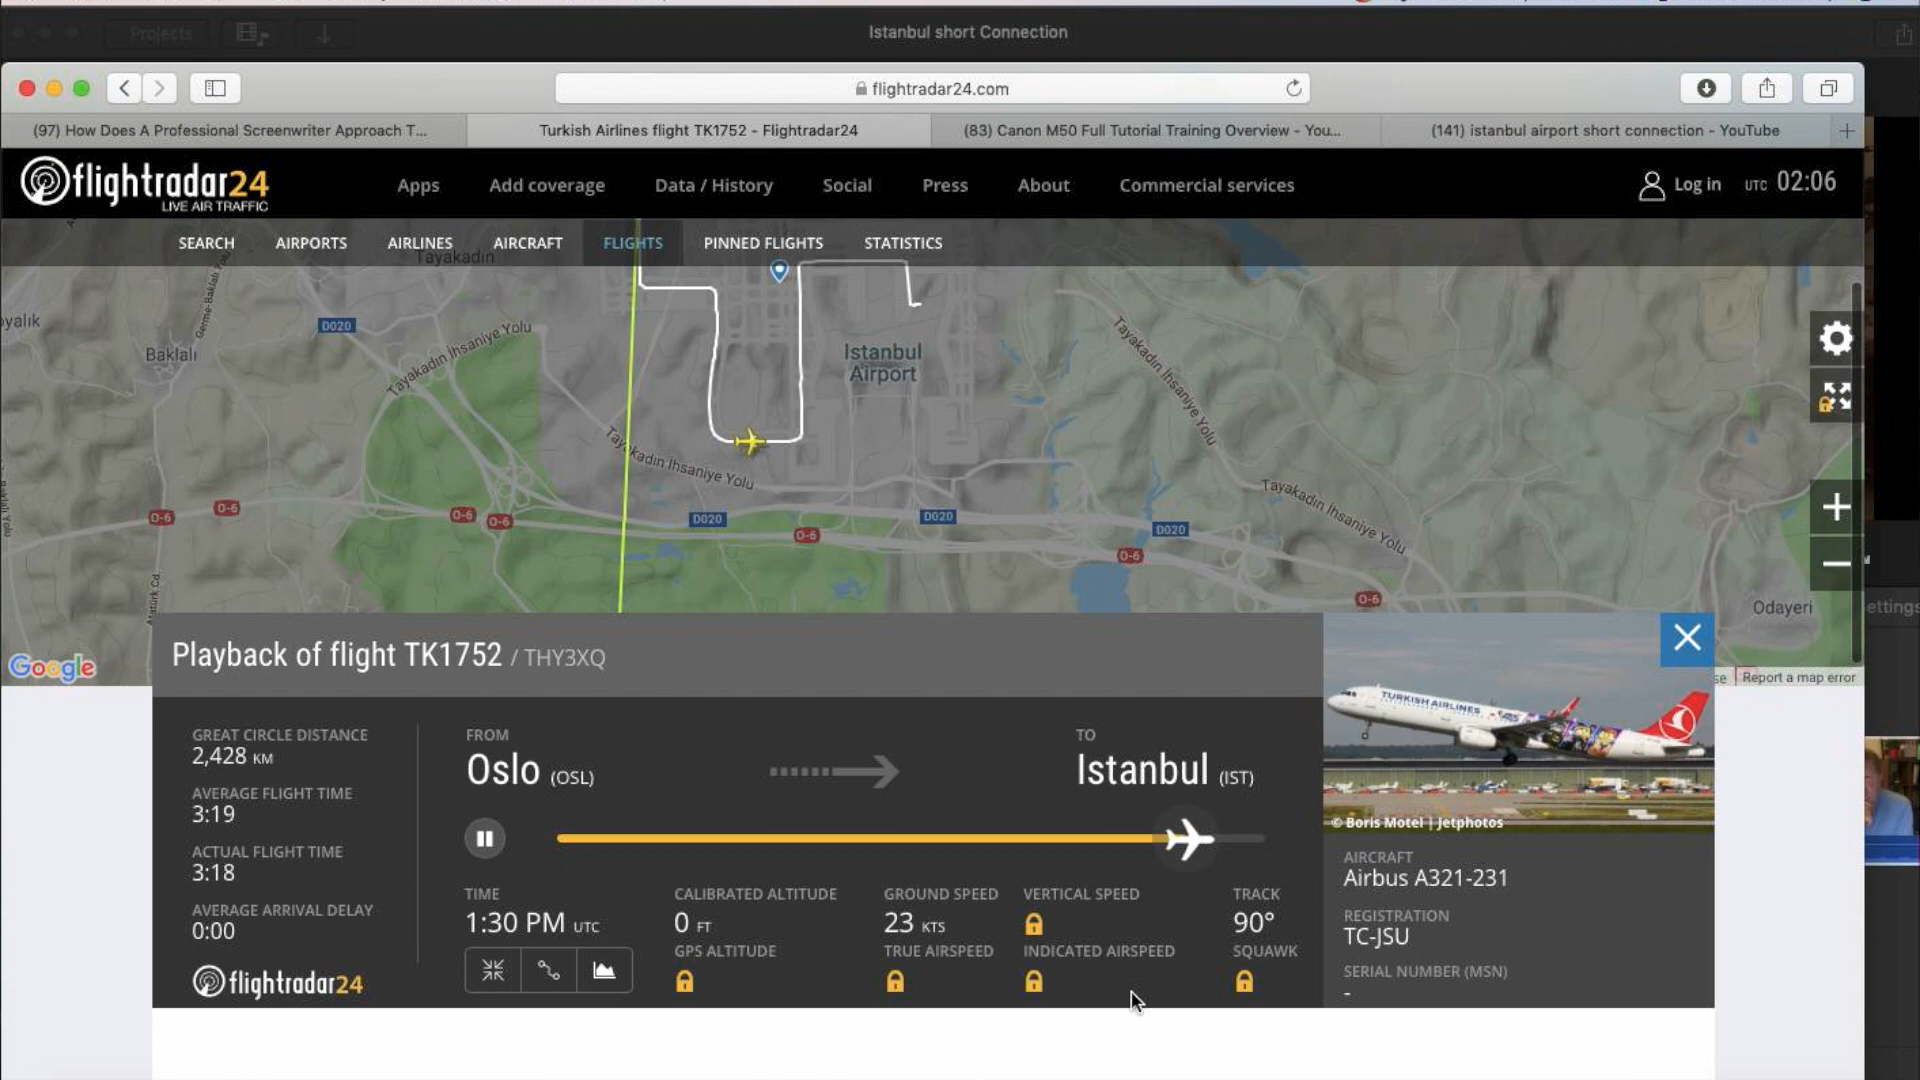 Projects
Istanbul short Connection
flightradar24.com
(97) How Does A Professional Screenwriter Approach T...
Turkish Airlines flight TK1752 - Flightradar24
(83) Canon M50 Full Tutorial Training Overview - You...
(141) istanbul airport short connection - YouTube
flightradar24
LIVE AIR TRAFFIC
Apps
Add coverage
Data / History
Social
Press
About
Commercial services
Log in
UTC 02:06
SEARCH
AIRPORTS
AIRLINES
AIRCRAFT
FLIGHTS
PINNED FLIGHTS
STATISTICS
Tayakadın
Germe-Baklalı Yolu
yalık
Baklalı
D020
Tayakadın İhsaniye Yolu
Istanbul
Airport
Tayakadın İhsaniye Yolu
Tayakadın İhsaniye Yolu
Tayakadın İhsaniye Yolu
O-6
O-6
O-6
O-6
D020
D020
D020
O-6
O-6
O-6
Atatürk Cd.
Odayeri
ettings
Google
Report a map error
Playback of flight TK1752 / THY3XQ
GREAT CIRCLE DISTANCE
2,428 KM
AVERAGE FLIGHT TIME
3:19
ACTUAL FLIGHT TIME
3:18
AVERAGE ARRIVAL DELAY
0:00
flightradar24
FROM
Oslo (OSL)
TO
Istanbul (IST)
TIME
1:30 PM UTC
CALIBRATED ALTITUDE
0 FT
GPS ALTITUDE
GROUND SPEED
23 KTS
TRUE AIRSPEED
VERTICAL SPEED
INDICATED AIRSPEED
TRACK
90°
SQUAWK
TURKISH AIRLINES
© Boris Motel | Jetphotos
AIRCRAFT
Airbus A321-231
REGISTRATION
TC-JSU
SERIAL NUMBER (MSN)
-